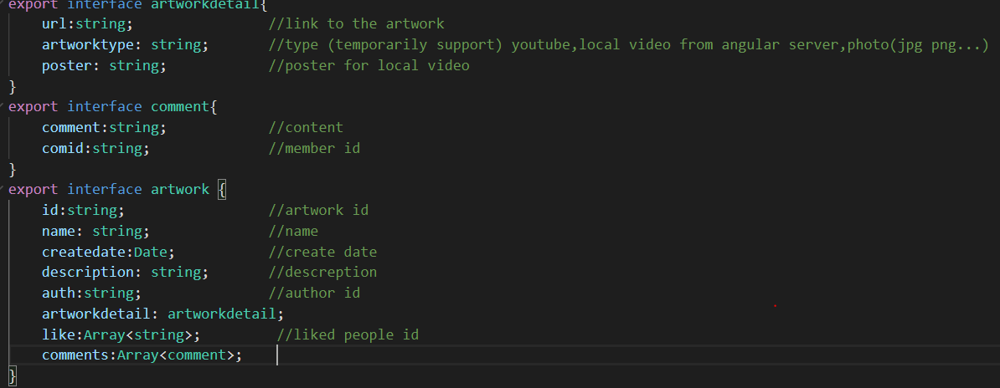 export interface artworkdetail{
url:string; //link to the artwork
artworktype: string; //type (temporarily support) youtube,local video from angular server,photo(jpg png...)
poster: string; //poster for local video
}
export interface comment{
comment:string; //content
comid:string; //member id
}
export interface artwork {
id:string; //artwork id
name: string; //name
createdate:Date; //create date
description: string; //descreption
auth:string; //author id
artworkdetail: artworkdetail;
like:Array<string>; //liked people id
comments:Array<comment>;
}